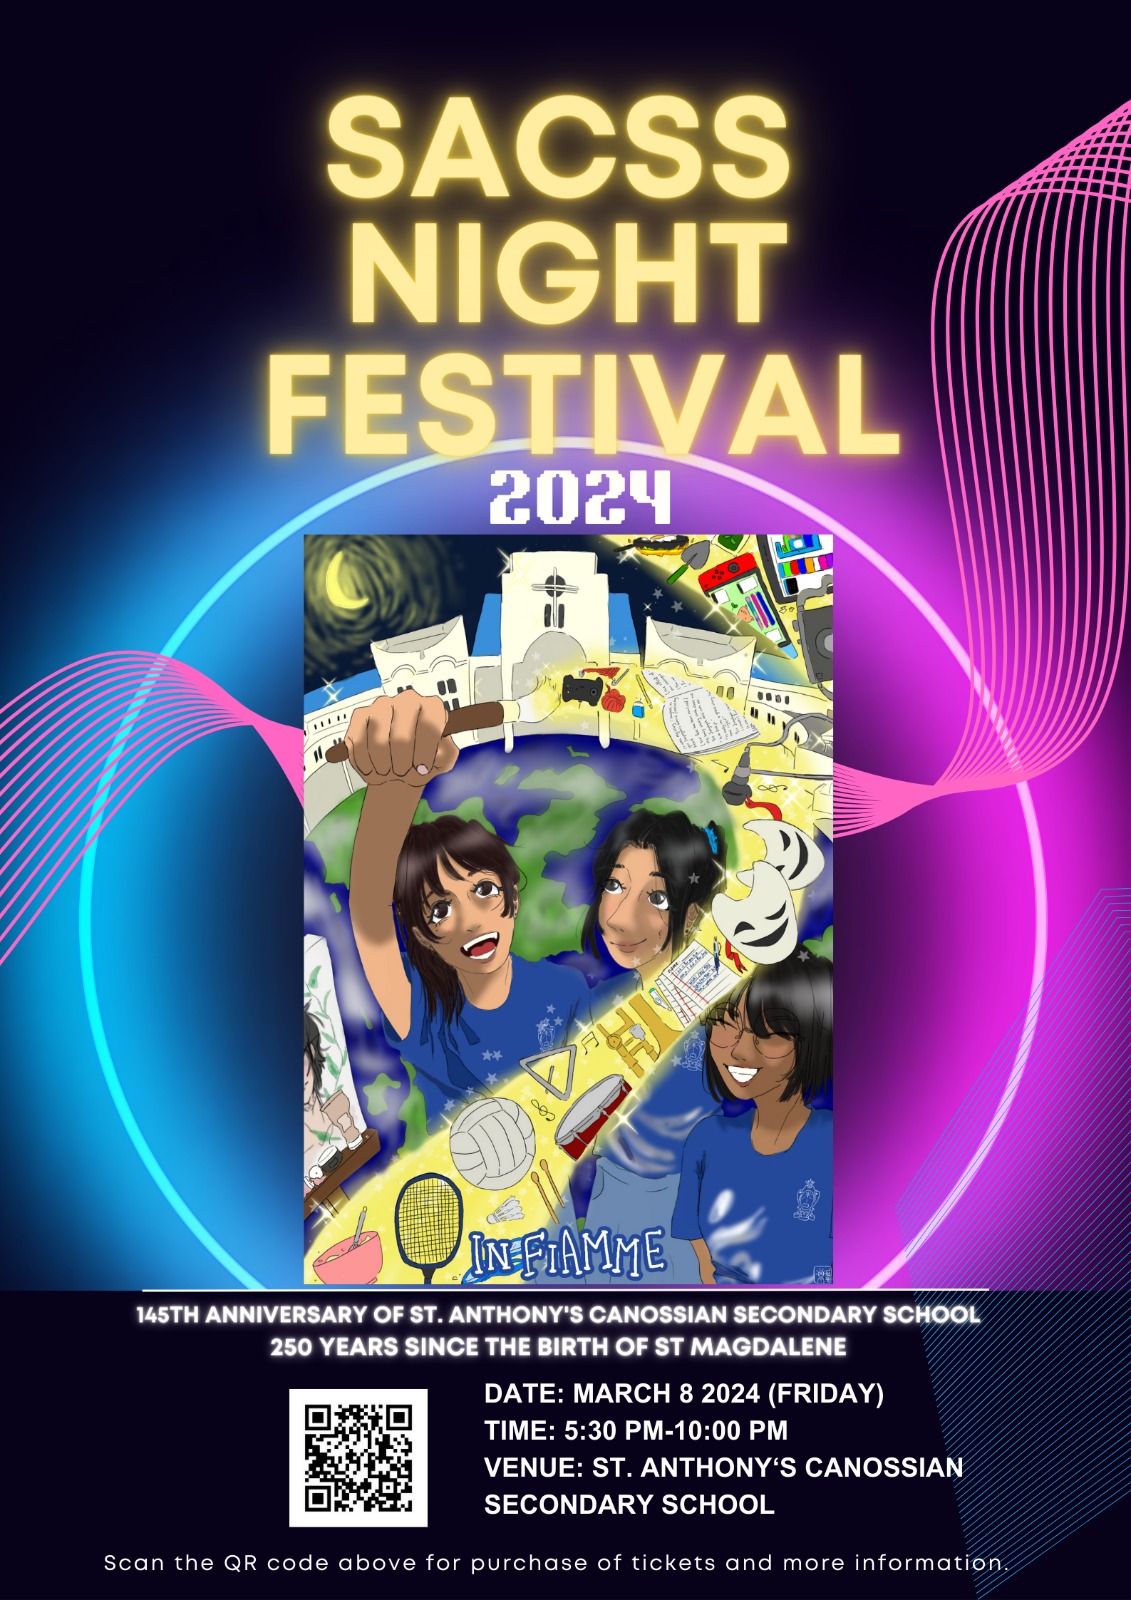 SACSS
NIGHT
FESTIVAL
2024
IN FIAMME
145TH ANNIVERSARY OF ST. ANTHONY'S CANOSSIAN SECONDARY SCHOOL
250 YEARS SINCE THE BIRTH OF ST MAGDALENE
DATE: MARCH 8 2024 (FRIDAY)
TIME: 5:30 PM-10:00 PM
VENUE: ST. ANTHONY‘S CANOSSIAN
SECONDARY SCHOOL
Scan the QR code above for purchase of tickets and more information.